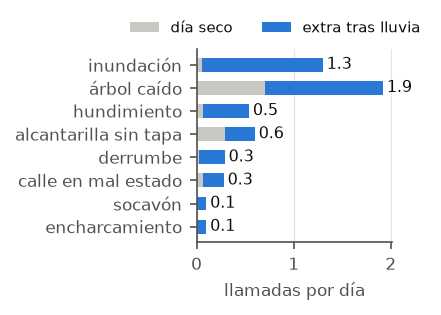 día seco extra tras lluvia
inundación 1.3
árbol caído 1.9
hundimiento 0.5
alcantarilla sin tapa 0.6
derrumbe 0.3
calle en mal estado 0.3
socavón 0.1
encharcamiento 0.1
0 1 2
llamadas por día